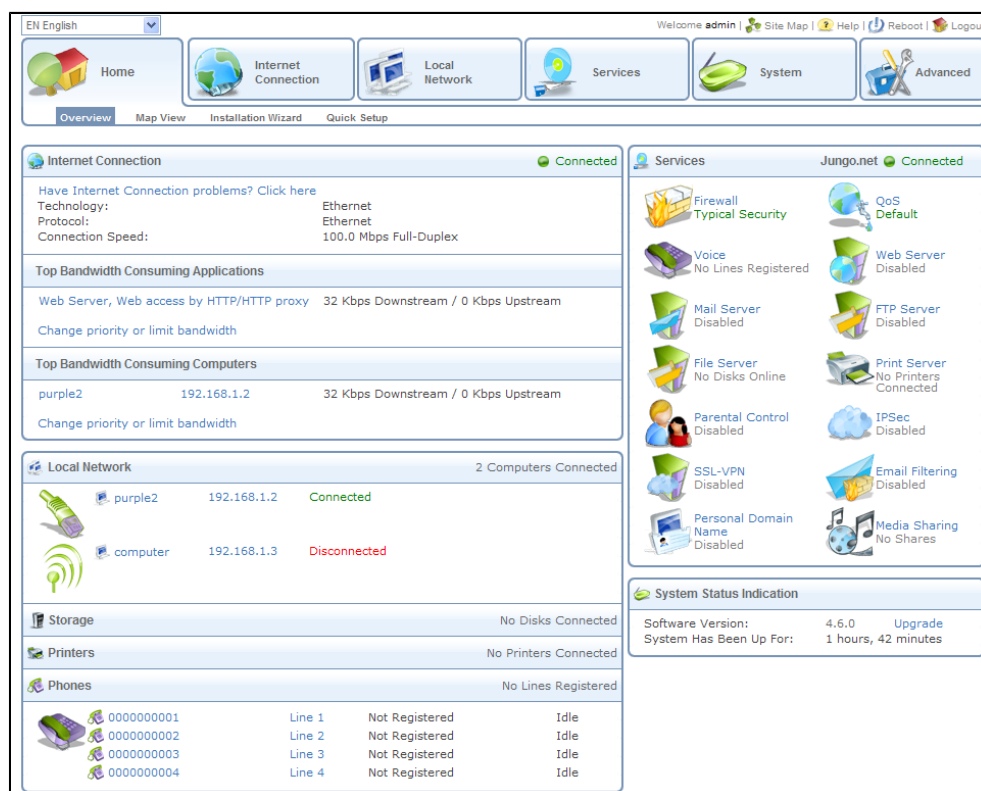 EN English
Welcome admin | Site Map | Help | Reboot | Logou
Home
Internet Connection
Local Network
Services
System
Advanced
Overview Map View Installation Wizard Quick Setup
Internet Connection Connected
Have Internet Connection problems? Click here
Technology: Ethernet
Protocol: Ethernet
Connection Speed: 100.0 Mbps Full-Duplex
Top Bandwidth Consuming Applications
Web Server, Web access by HTTP/HTTP proxy 32 Kbps Downstream / 0 Kbps Upstream
Change priority or limit bandwidth
Top Bandwidth Consuming Computers
purple2 192.168.1.2 32 Kbps Downstream / 0 Kbps Upstream
Change priority or limit bandwidth
Local Network 2 Computers Connected
purple2 192.168.1.2 Connected
computer 192.168.1.3 Disconnected
Storage No Disks Connected
Printers No Printers Connected
Phones No Lines Registered
0000000001 Line 1 Not Registered Idle
0000000002 Line 2 Not Registered Idle
0000000003 Line 3 Not Registered Idle
0000000004 Line 4 Not Registered Idle
Services Jungo.net Connected
Firewall
Typical Security
QoS
Default
Voice
No Lines Registered
Web Server
Disabled
Mail Server
Disabled
FTP Server
Disabled
File Server
No Disks Online
Print Server
No Printers
Connected
Parental Control
Disabled
IPSec
Disabled
SSL-VPN
Disabled
Email Filtering
Disabled
Personal Domain
Name
Disabled
Media Sharing
No Shares
System Status Indication
Software Version: 4.6.0 Upgrade
System Has Been Up For: 1 hours, 42 minutes